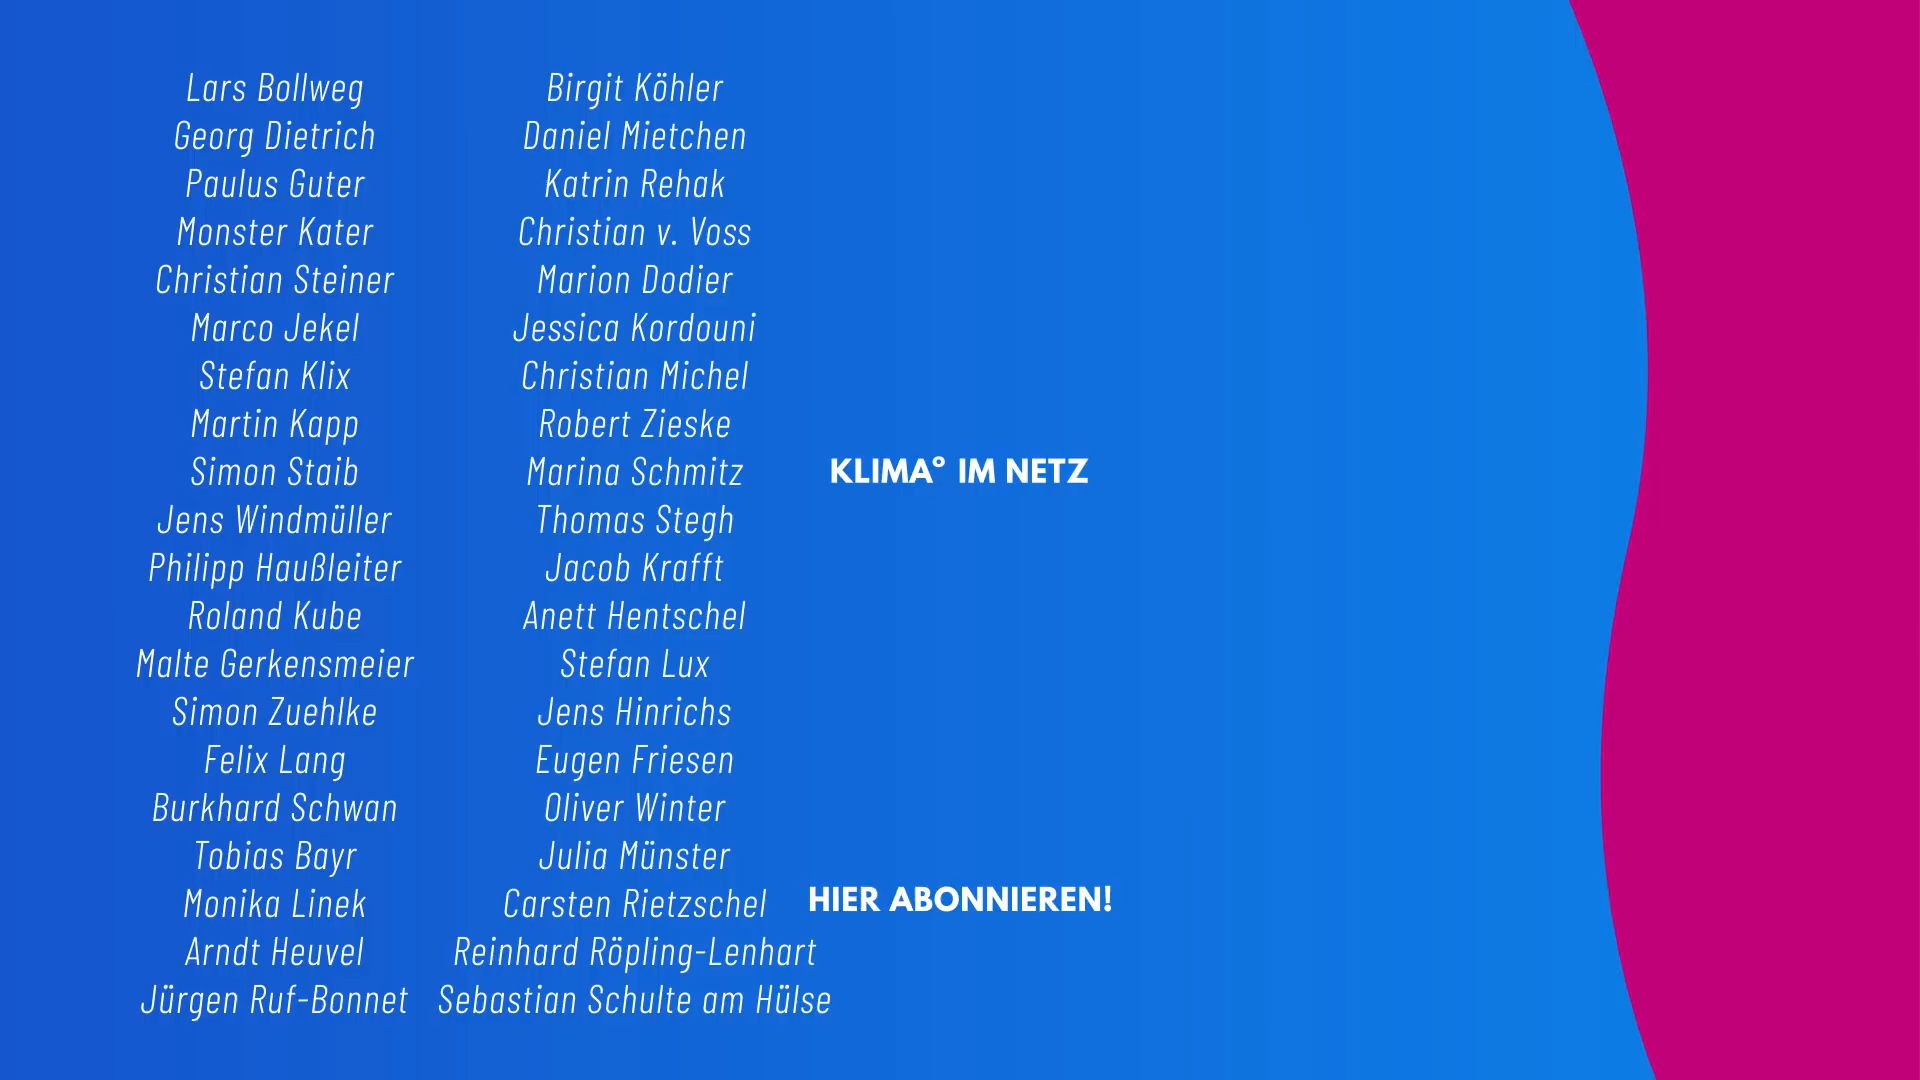 Lars Bollweg
Georg Dietrich
Paulus Guter
Monster Kater
Christian Steiner
Marco Jekel
Stefan Klix
Martin Kapp
Simon Staib
Jens Windmüller
Philipp Haußleiter
Roland Kube
Malte Gerkensmeier
Simon Zuehlke
Felix Lang
Burkhard Schwan
Tobias Bayr
Monika Linek
Arndt Heuvel
Jürgen Ruf-Bonnet
Birgit Köhler
Daniel Mietchen
Katrin Rehak
Christian v. Voss
Marion Dodier
Jessica Kordouni
Christian Michel
Robert Zieske
Marina Schmitz
Thomas Stegh
Jacob Krafft
Anett Hentschel
Stefan Lux
Jens Hinrichs
Eugen Friesen
Oliver Winter
Julia Münster
Carsten Rietzschel
Reinhard Röpling-Lenhart
Sebastian Schulte am Hülse
KLIMA° IM NETZ
HIER ABONNIEREN!